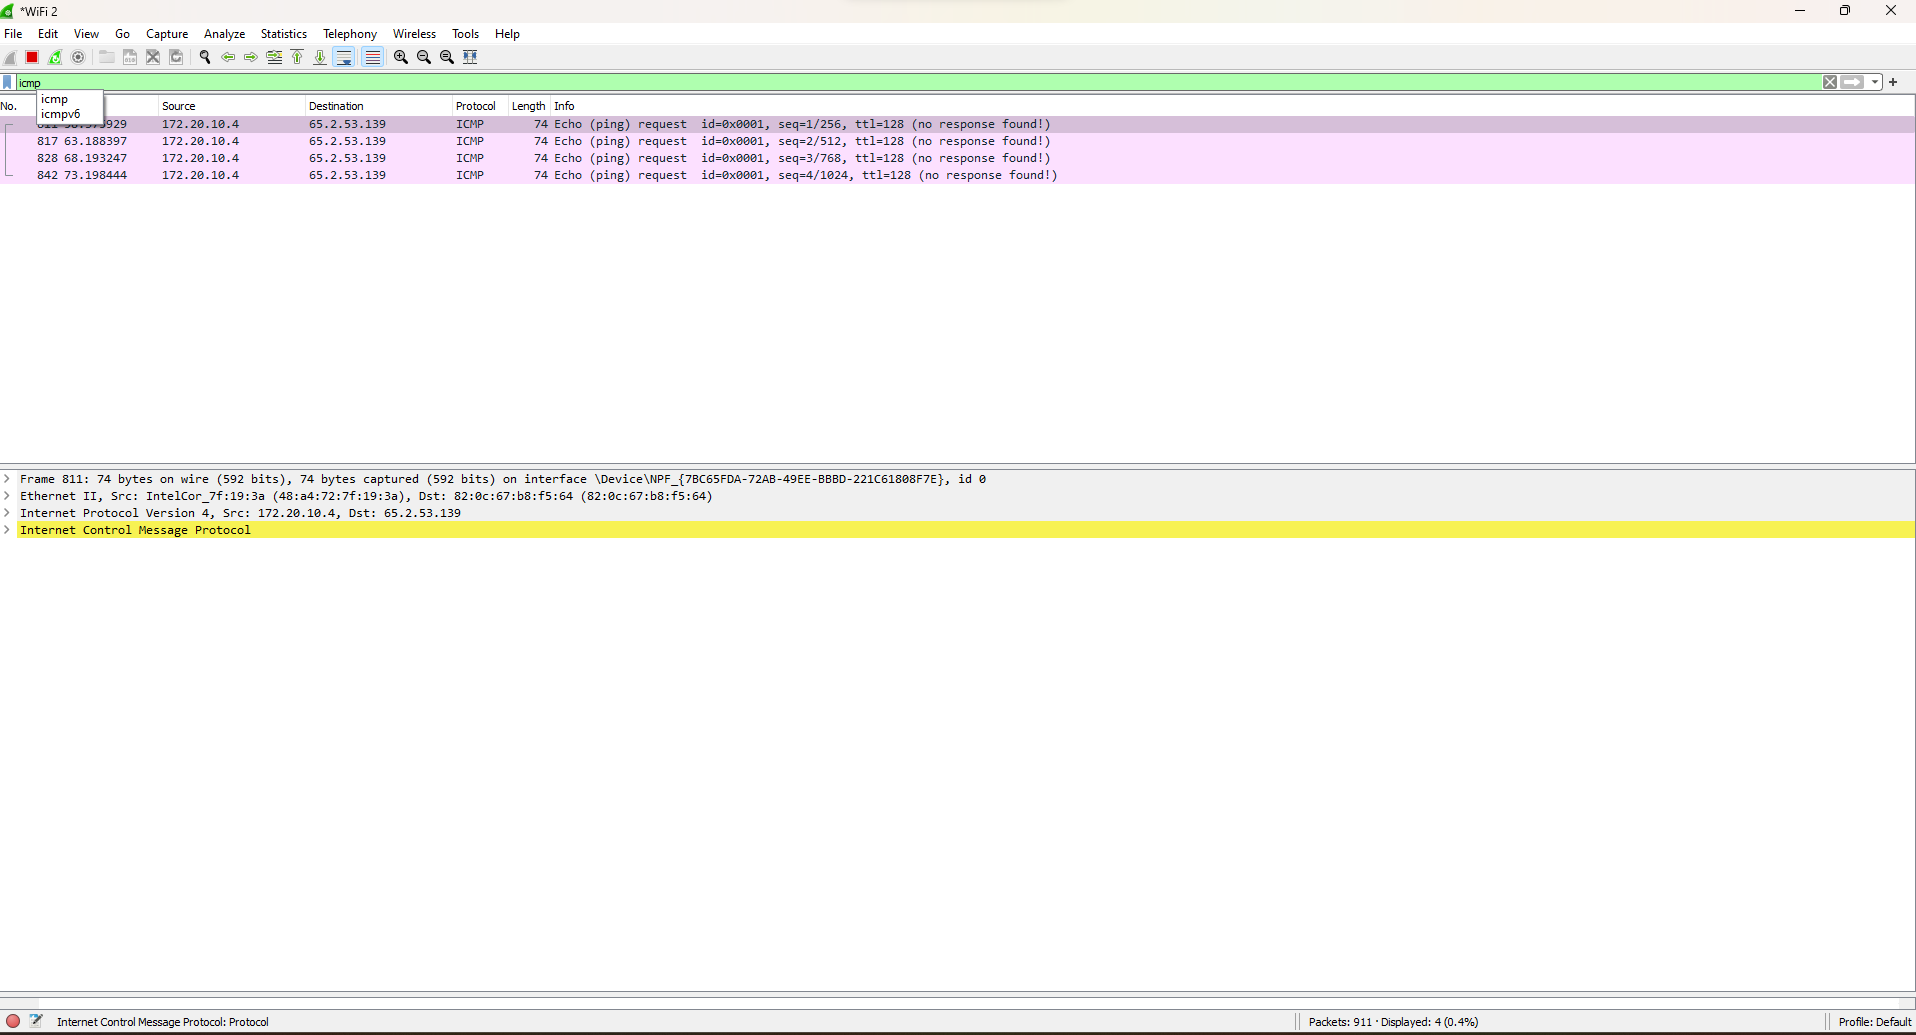 *WiFi 2
File Edit View Go Capture Analyze Statistics Telephony Wireless Tools Help
icmp
icmp
icmpv6
No. Source Destination Protocol Length Info
929 172.20.10.4 65.2.53.139 ICMP 74 Echo (ping) request id=0x0001, seq=1/256, ttl=128 (no response found!)
817 63.188397 172.20.10.4 65.2.53.139 ICMP 74 Echo (ping) request id=0x0001, seq=2/512, ttl=128 (no response found!)
828 68.193247 172.20.10.4 65.2.53.139 ICMP 74 Echo (ping) request id=0x0001, seq=3/768, ttl=128 (no response found!)
842 73.198444 172.20.10.4 65.2.53.139 ICMP 74 Echo (ping) request id=0x0001, seq=4/1024, ttl=128 (no response found!)
Frame 811: 74 bytes on wire (592 bits), 74 bytes captured (592 bits) on interface \Device\NPF_{7BC65FDA-72AB-49EE-BBBD-221C61808F7E}, id 0
Ethernet II, Src: IntelCor_7f:19:3a (48:a4:72:7f:19:3a), Dst: 82:0c:67:b8:f5:64 (82:0c:67:b8:f5:64)
Internet Protocol Version 4, Src: 172.20.10.4, Dst: 65.2.53.139
Internet Control Message Protocol
Internet Control Message Protocol: Protocol
Packets: 911 · Displayed: 4 (0.4%)
Profile: Default